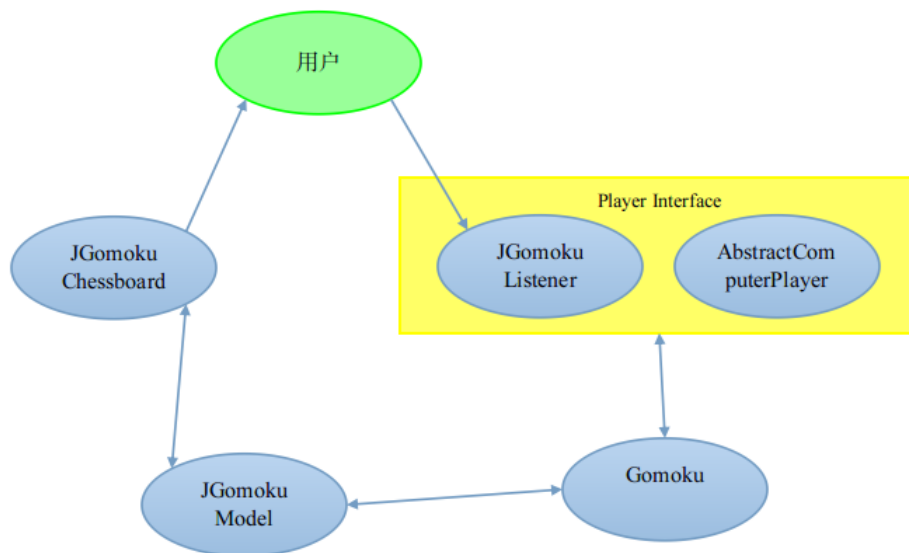 用户
Player Interface
JGomoku
Chessboard
JGomoku
Listener
AbstractCom
puterPlayer
JGomoku
Model
Gomoku